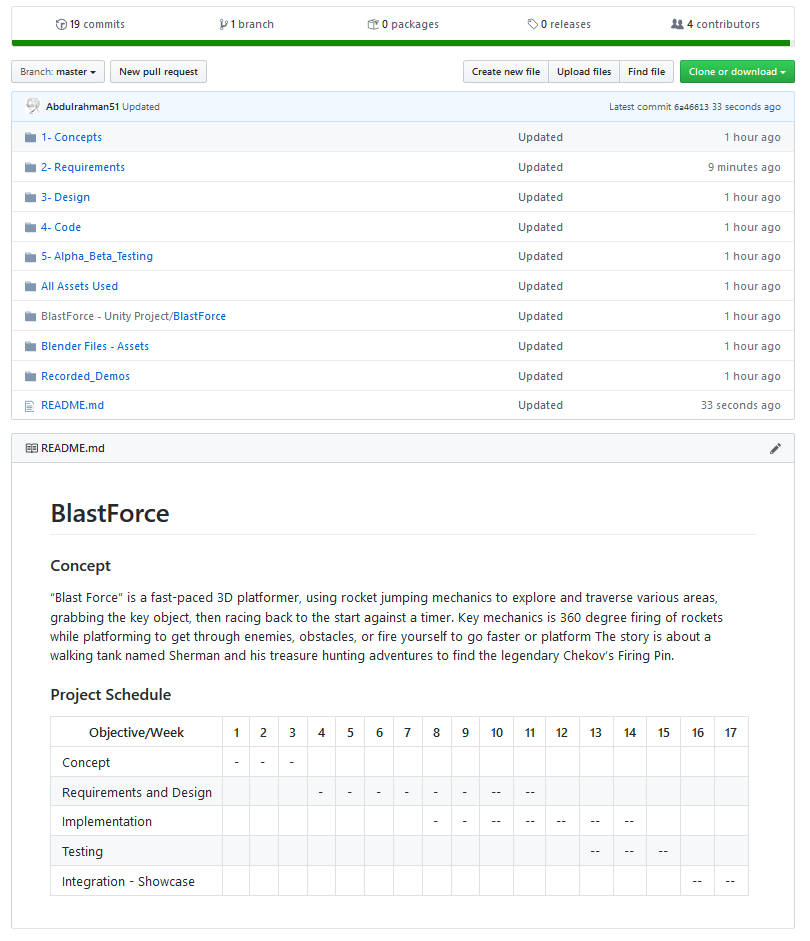 19 commits 1 branch 0 packages 0 releases 4 contributors
Branch: master New pull request Create new file Upload files Find file Clone or download
Abdulrahman51 Updated Latest commit 6a46613 33 seconds ago
1- Concepts Updated 1 hour ago
2- Requirements Updated 9 minutes ago
3- Design Updated 1 hour ago
4- Code Updated 1 hour ago
5- Alpha_Beta_Testing Updated 1 hour ago
All Assets Used Updated 1 hour ago
BlastForce - Unity Project/BlastForce Updated 1 hour ago
Blender Files - Assets Updated 1 hour ago
Recorded_Demos Updated 1 hour ago
README.md Updated 33 seconds ago
README.md
BlastForce
Concept
“Blast Force” is a fast-paced 3D platformer, using rocket jumping mechanics to explore and traverse various areas,
grabbing the key object, then racing back to the start against a timer. Key mechanics is 360 degree firing of rockets
while platforming to get through enemies, obstacles, or fire yourself to go faster or platform The story is about a
walking tank named Sherman and his treasure hunting adventures to find the legendary Chekov’s Firing Pin.
Project Schedule
Objective/Week 1 2 3 4 5 6 7 8 9 10 11 12 13 14 15 16 17
Concept - - -
Requirements and Design - - - - - - -- --
Implementation - - -- -- -- -- --
Testing -- -- --
Integration - Showcase -- --